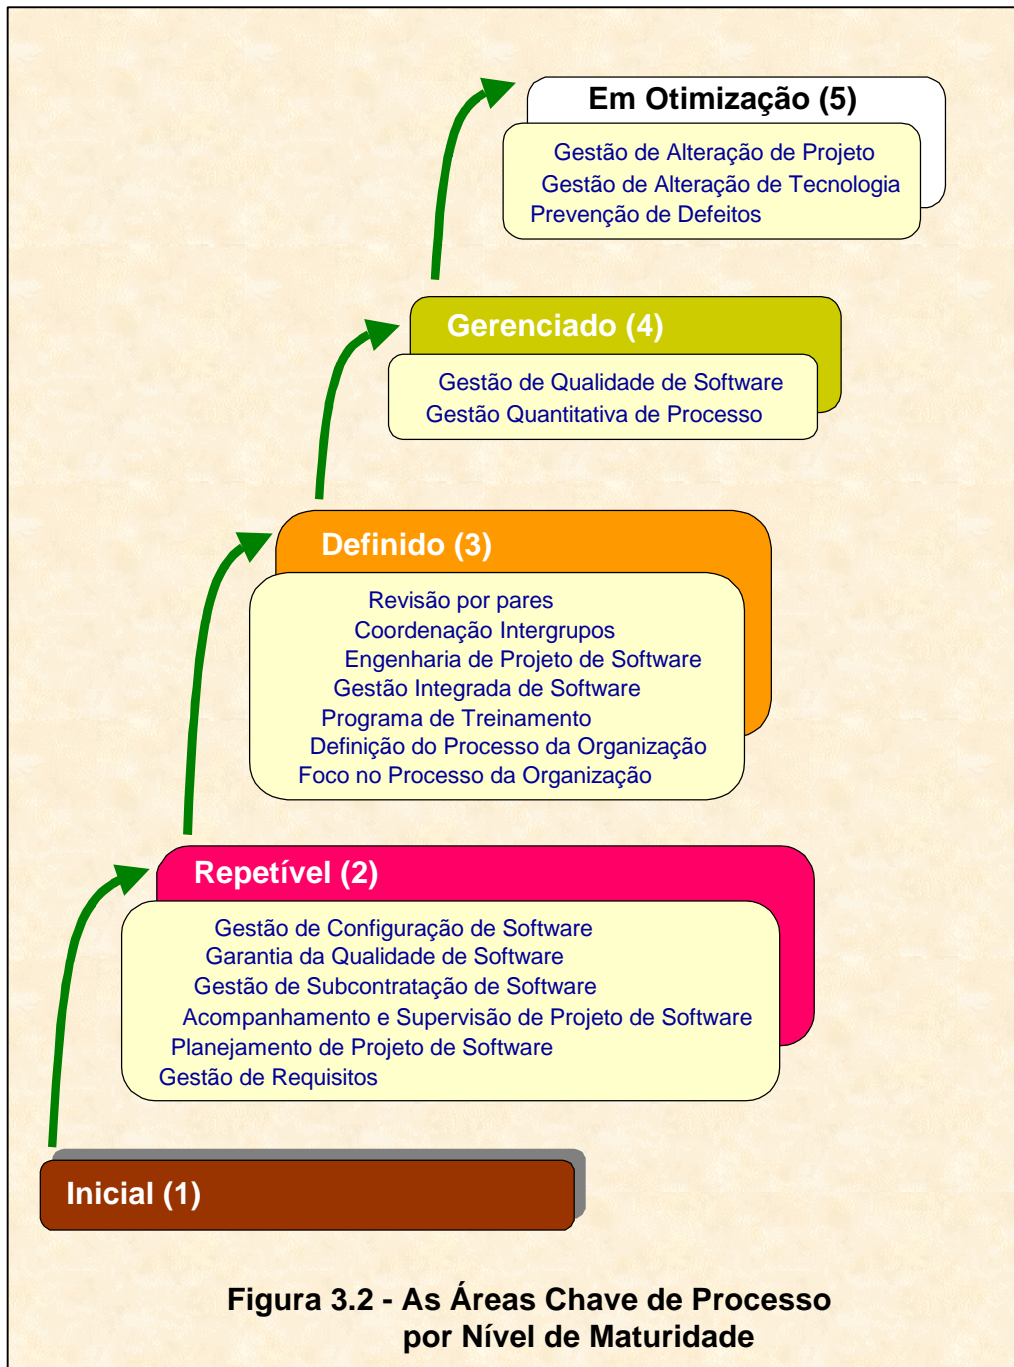 Em Otimização (5)
Gestão de Alteração de Projeto
Gestão de Alteração de Tecnologia
Prevenção de Defeitos
Gerenciado (4)
Gestão de Qualidade de Software
Gestão Quantitativa de Processo
Definido (3)
Revisão por pares
Coordenação Intergrupos
Engenharia de Projeto de Software
Gestão Integrada de Software
Programa de Treinamento
Definição do Processo da Organização
Foco no Processo da Organização
Repetível (2)
Gestão de Configuração de Software
Garantia da Qualidade de Software
Gestão de Subcontratação de Software
Acompanhamento e Supervisão de Projeto de Software
Planejamento de Projeto de Software
Gestão de Requisitos
Inicial (1)
Figura 3.2 - As Áreas Chave de Processo
por Nível de Maturidade